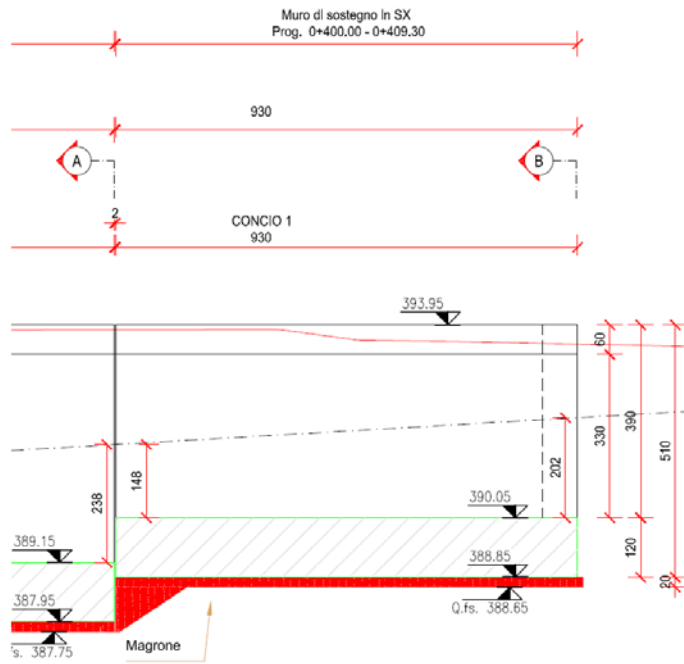 Muro di sostegno in SX
Prog. 0+400.00 - 0+409.30
930
A
B
2
CONCIO 1
930
393.95
60
390
330
510
238
148
202
390.05
389.15
388.85
120
20
387.95
Q.fs. 388.65
fs. 387.75
Magrone